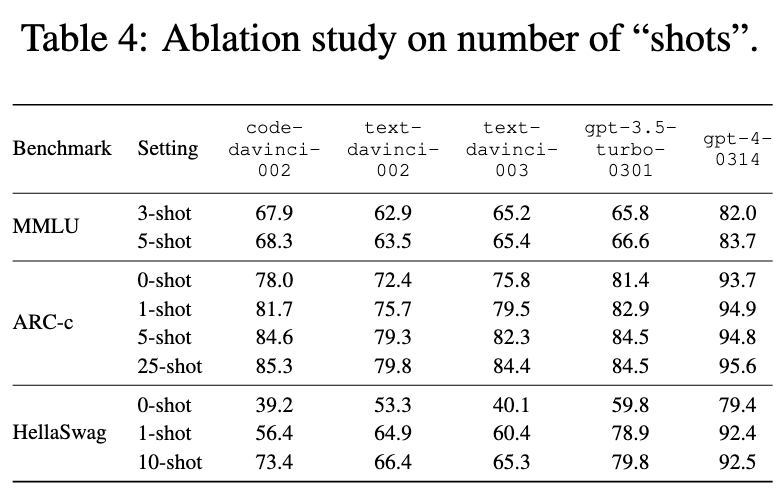 Table 4: Ablation study on number of “shots”.
Benchmark Setting code-davinci-002 text-davinci-002 text-davinci-003 gpt-3.5-turbo-0301 gpt-4-0314
MMLU
3-shot 67.9 62.9 65.2 65.8 82.0
5-shot 68.3 63.5 65.4 66.6 83.7
ARC-c
0-shot 78.0 72.4 75.8 81.4 93.7
1-shot 81.7 75.7 79.5 82.9 94.9
5-shot 84.6 79.3 82.3 84.5 94.8
25-shot 85.3 79.8 84.4 84.5 95.6
HellaSwag
0-shot 39.2 53.3 40.1 59.8 79.4
1-shot 56.4 64.9 60.4 78.9 92.4
10-shot 73.4 66.4 65.3 79.8 92.5